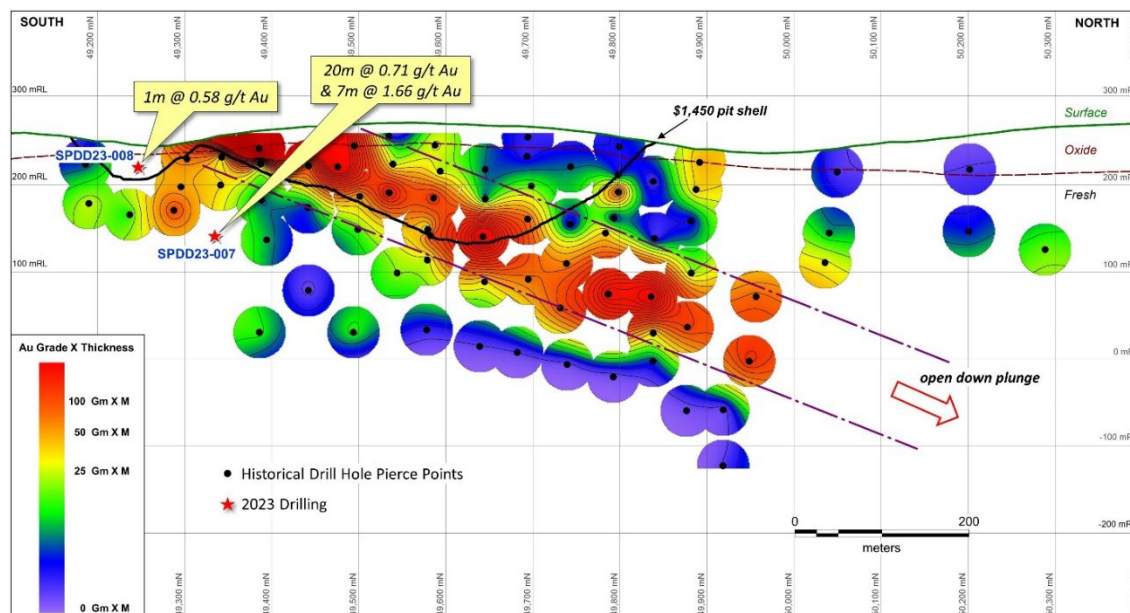 SOUTH
NORTH
49,200 mN
49,300 mN
49,400 mN
49,500 mN
49,600 mN
49,700 mN
49,800 mN
49,900 mN
50,000 mN
50,100 mN
50,200 mN
50,300 mN
20m @ 0.71 g/t Au
& 7m @ 1.66 g/t Au
1m @ 0.58 g/t Au
$1,450 pit shell
300 mRL
300 mRL
Surface
SPDD23-008
Oxide
200 mRL
200 mRL
Fresh
SPDD23-007
100 mRL
100 mRL
Au Grade X Thickness
0 mRL
open down plunge
100 Gm X M
50 Gm X M
-100 mRL
25 Gm X M
Historical Drill Hole Pierce Points
2023 Drilling
0
200
meters
-200 mRL
0 Gm X M
49,300 mN
49,400 mN
49,500 mN
49,600 mN
49,700 mN
49,800 mN
49,900 mN
50,000 mN
50,100 mN
50,200 mN
50,300 mN